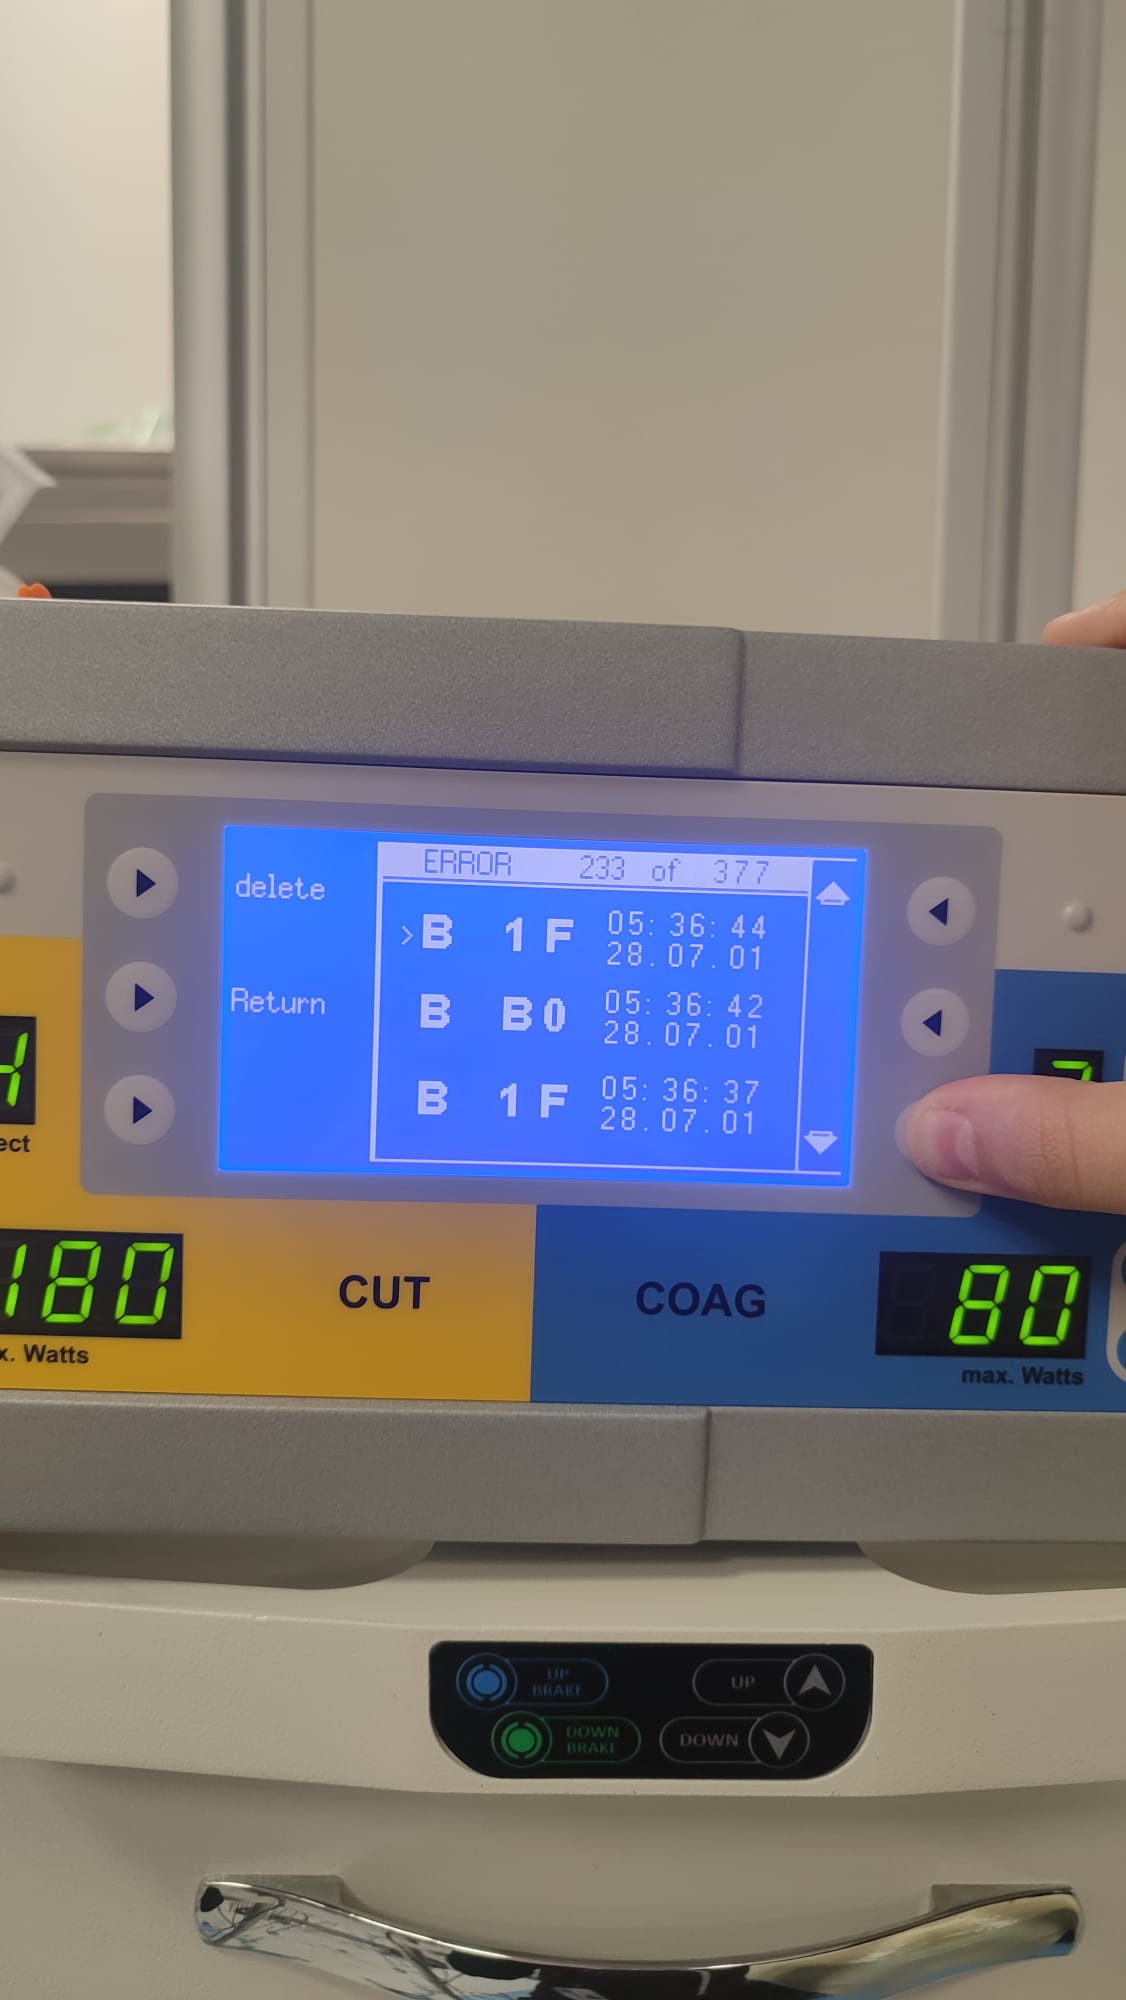 delete
Return
ERROR 233 of 377
>B 1F 05:36:44
28.07.01
B B0 05:36:42
28.07.01
B 1F 05:36:37
28.07.01
ect
180
x. Watts
CUT
COAG
80
max. Watts
UP BRAKE
UP
DOWN BRAKE
DOWN